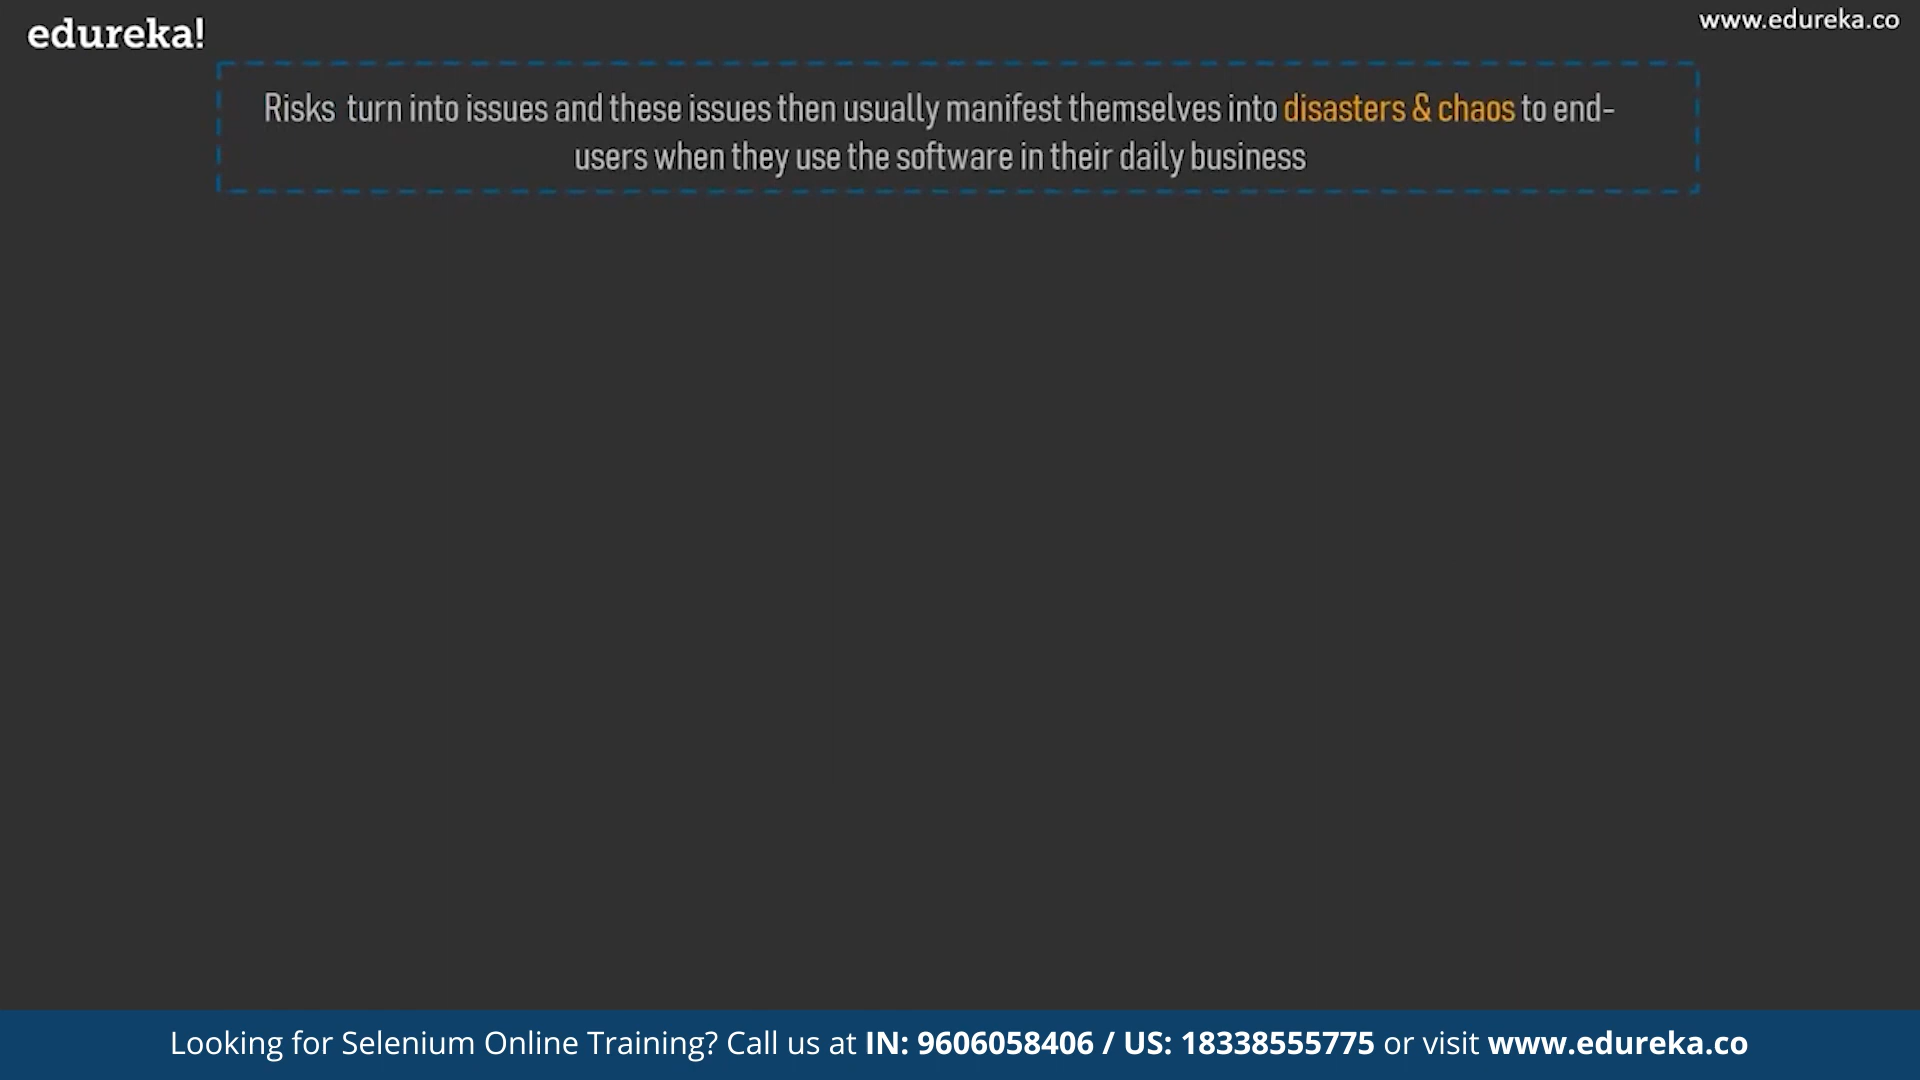 edureka!
www.edureka.co
Risks turn into issues and these issues then usually manifest themselves into disasters & chaos to end-
users when they use the software in their daily business
Looking for Selenium Online Training? Call us at IN: 9606058406 / US: 18338555775 or visit www.edureka.co